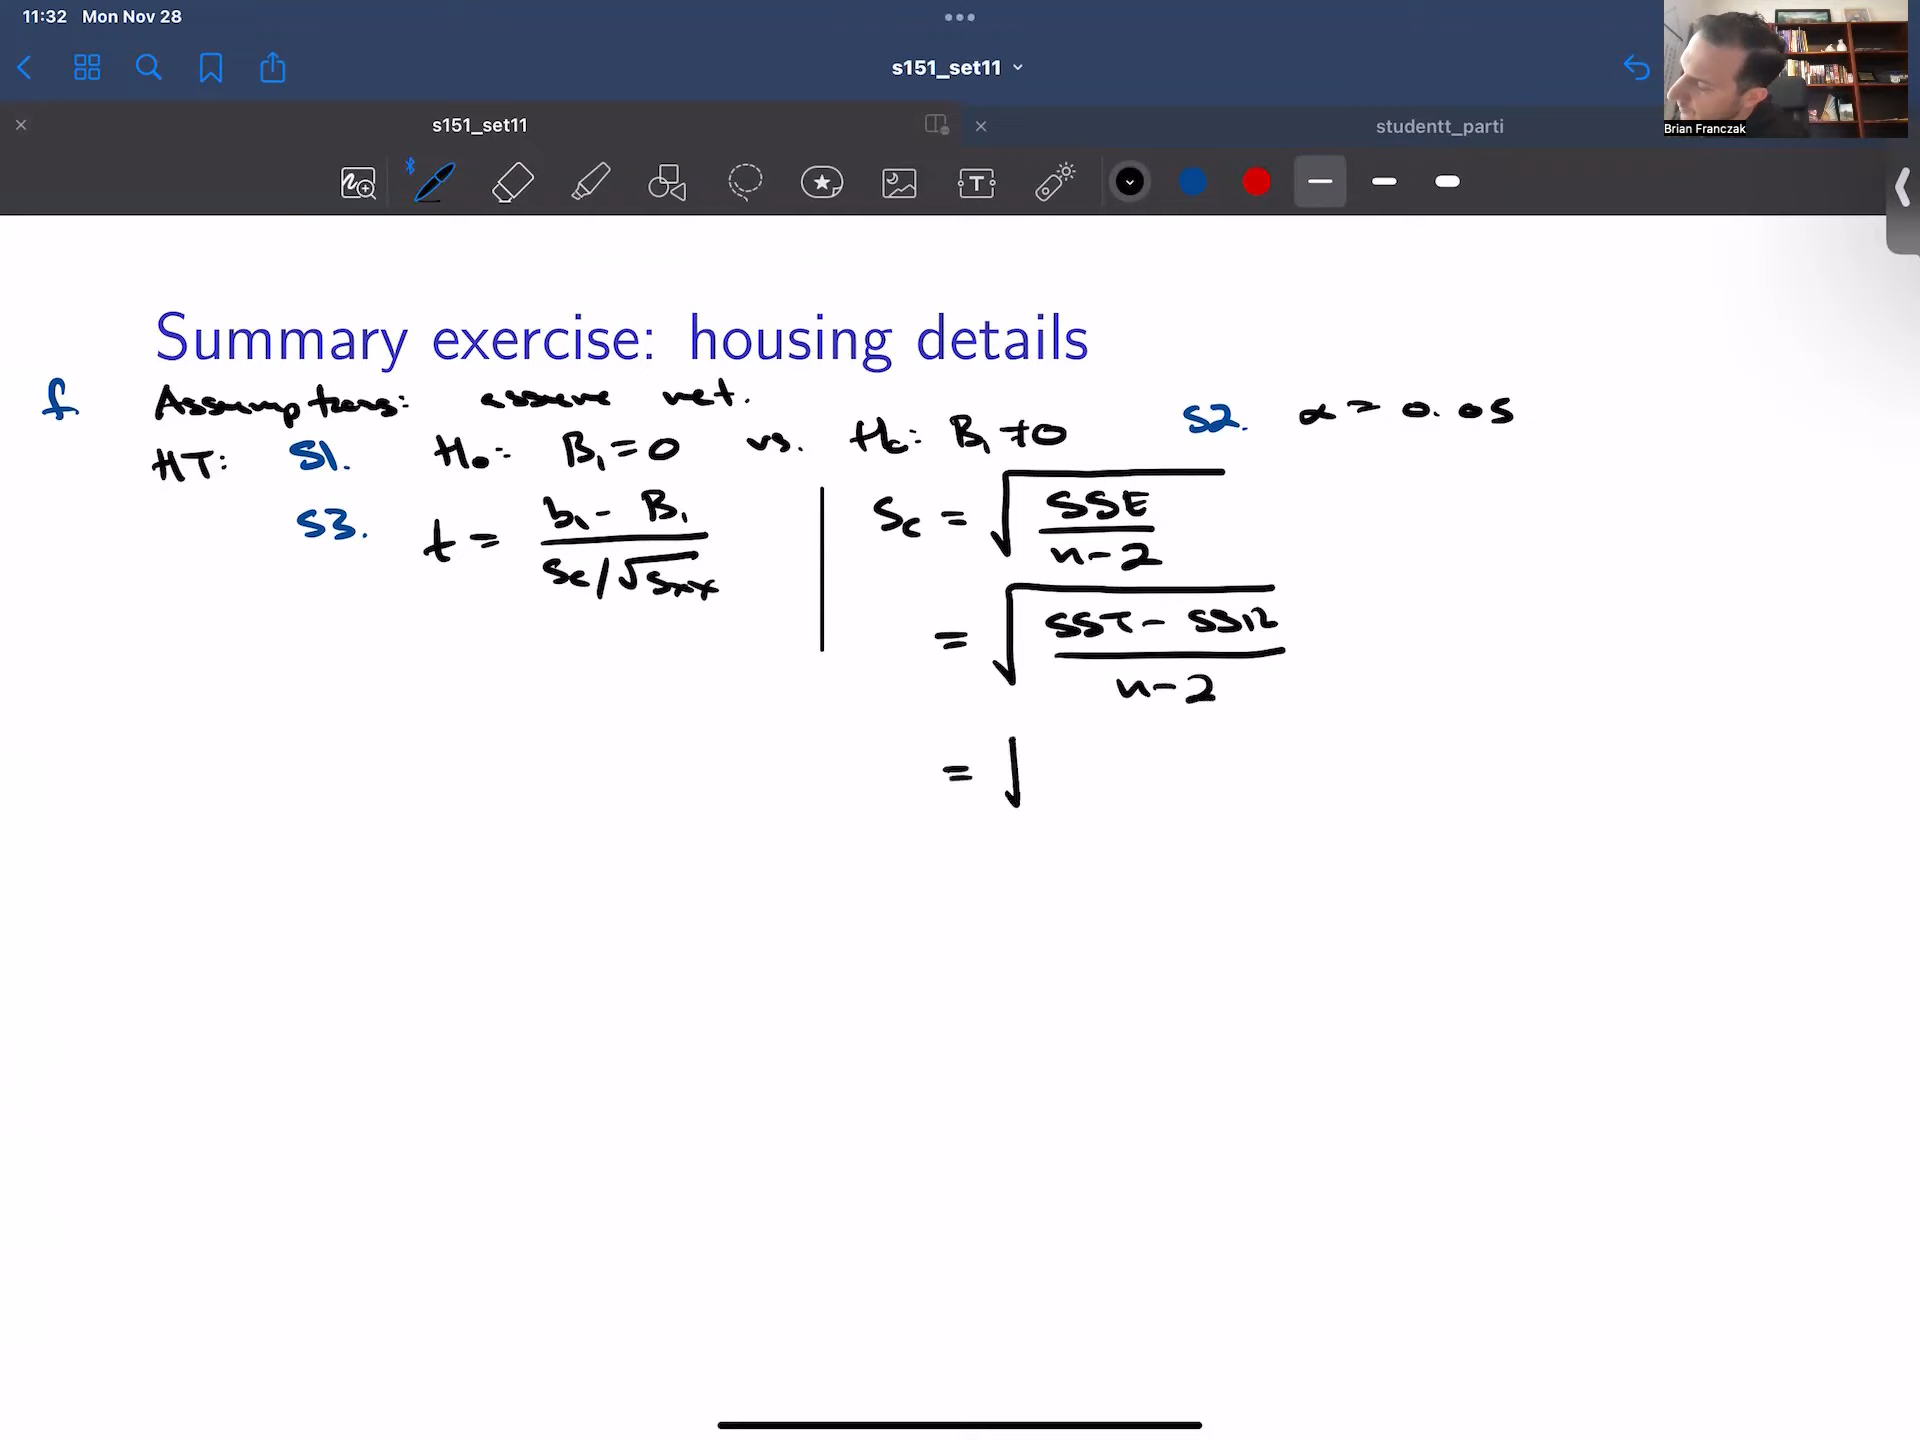 11:32 Mon Nov 28
s151_set11
Brian Franczak
s151_set11
studentt_parti
T
Summary exercise: housing details
f Assumptions: assume met.
HT: S1. H₀: B₁ = 0 vs. Hₐ: B₁ ≠ 0 S2. α = 0.05
S3. t = (b₁ - B₁) / (Sₑ/√Sxx)
Sₑ = √(SSE / (n-2))
= √((SST - SSR) / (n-2))
= √